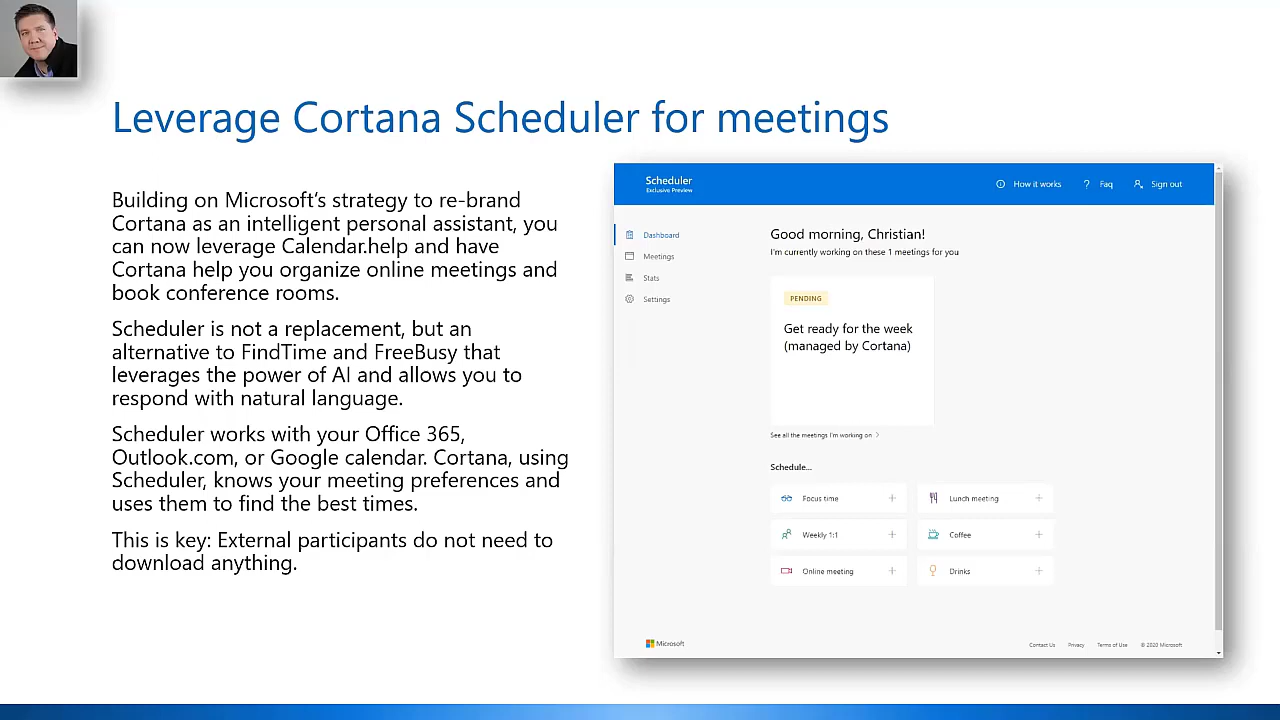 Leverage Cortana Scheduler for meetings
Building on Microsoft's strategy to re-brand
Cortana as an intelligent personal assistant, you
can now leverage Calendar.help and have
Cortana help you organize online meetings and
book conference rooms.
Scheduler is not a replacement, but an
alternative to FindTime and FreeBusy that
leverages the power of AI and allows you to
respond with natural language.
Scheduler works with your Office 365,
Outlook.com, or Google calendar. Cortana, using
Scheduler, knows your meeting preferences and
uses them to find the best times.
This is key: External participants do not need to
download anything.
Scheduler
Exclusive Preview
How it works
? Faq
Sign out
Dashboard
Meetings
Stats
Settings
Good morning, Christian!
I'm currently working on these 1 meetings for you
PENDING
Get ready for the week
(managed by Cortana)
See all the meetings I'm working on >
Schedule...
Focus time +
Lunch meeting +
Weekly 1:1 +
Coffee +
Online meeting +
Drinks +
Microsoft
Contact Us
Privacy
Terms of Use
© 2020 Microsoft